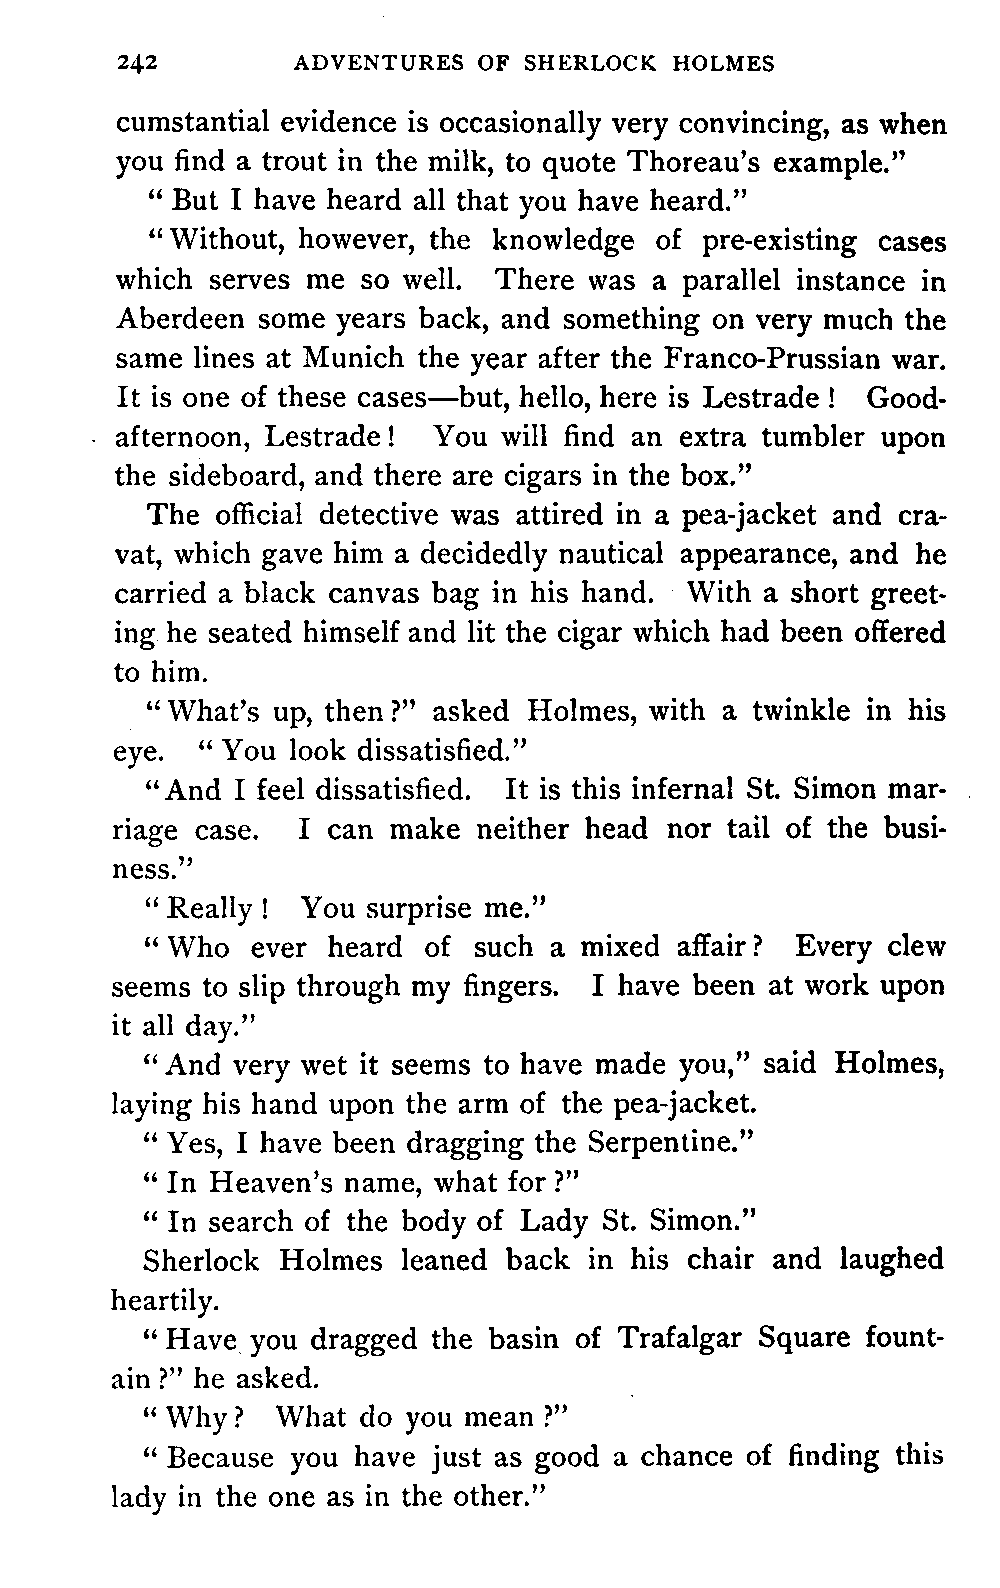 242 ADVENTURES OF SHERLOCK HOLMES
cumstantial evidence is occasionally very convincing, as when
you find a trout in the milk, to quote Thoreau's example."
"But I have heard all that you have heard."
"Without, however, the knowledge of pre-existing cases
which serves me so well. There was a parallel instance in
Aberdeen some years back, and something on very much the
same lines at Munich the year after the Franco-Prussian war.
It is one of these cases—but, hello, here is Lestrade! Good-
afternoon, Lestrade! You will find an extra tumbler upon
the sideboard, and there are cigars in the box."
The official detective was attired in a pea-jacket and cra-
vat, which gave him a decidedly nautical appearance, and he
carried a black canvas bag in his hand. With a short greet-
ing he seated himself and lit the cigar which had been offered
to him.
"What's up, then?" asked Holmes, with a twinkle in his
eye. "You look dissatisfied."
"And I feel dissatisfied. It is this infernal St. Simon mar-
riage case. I can make neither head nor tail of the busi-
ness."
"Really! You surprise me."
"Who ever heard of such a mixed affair? Every clew
seems to slip through my fingers. I have been at work upon
it all day."
"And very wet it seems to have made you," said Holmes,
laying his hand upon the arm of the pea-jacket.
"Yes, I have been dragging the Serpentine."
"In Heaven's name, what for?"
"In search of the body of Lady St. Simon."
Sherlock Holmes leaned back in his chair and laughed
heartily.
"Have you dragged the basin of Trafalgar Square fount-
ain?" he asked.
"Why? What do you mean?"
"Because you have just as good a chance of finding this
lady in the one as in the other."